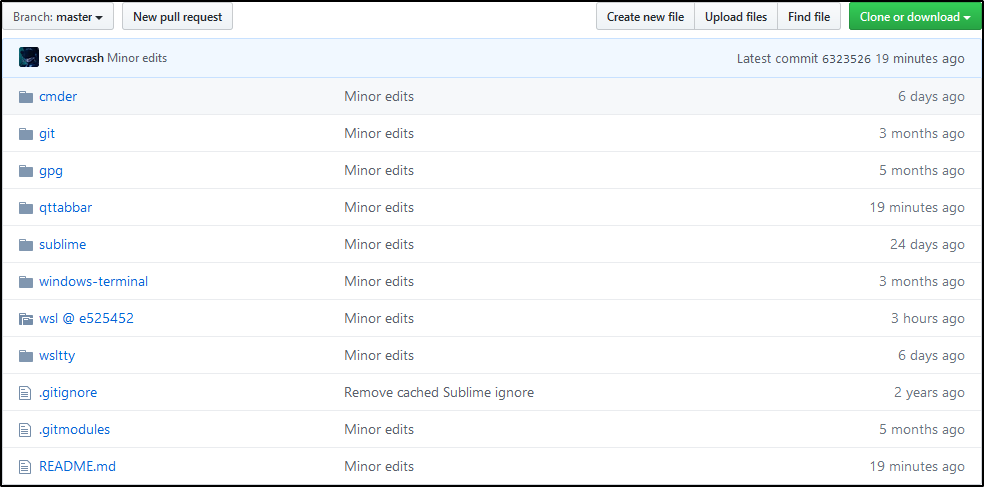 Branch: master New pull request Create new file Upload files Find file Clone or download
snovvcrash Minor edits Latest commit 6323526 19 minutes ago
cmder Minor edits 6 days ago
git Minor edits 3 months ago
gpg Minor edits 5 months ago
qttabbar Minor edits 19 minutes ago
sublime Minor edits 24 days ago
windows-terminal Minor edits 3 months ago
wsl @ e525452 Minor edits 3 hours ago
wsltty Minor edits 6 days ago
.gitignore Remove cached Sublime ignore 2 years ago
.gitmodules Minor edits 5 months ago
README.md Minor edits 19 minutes ago